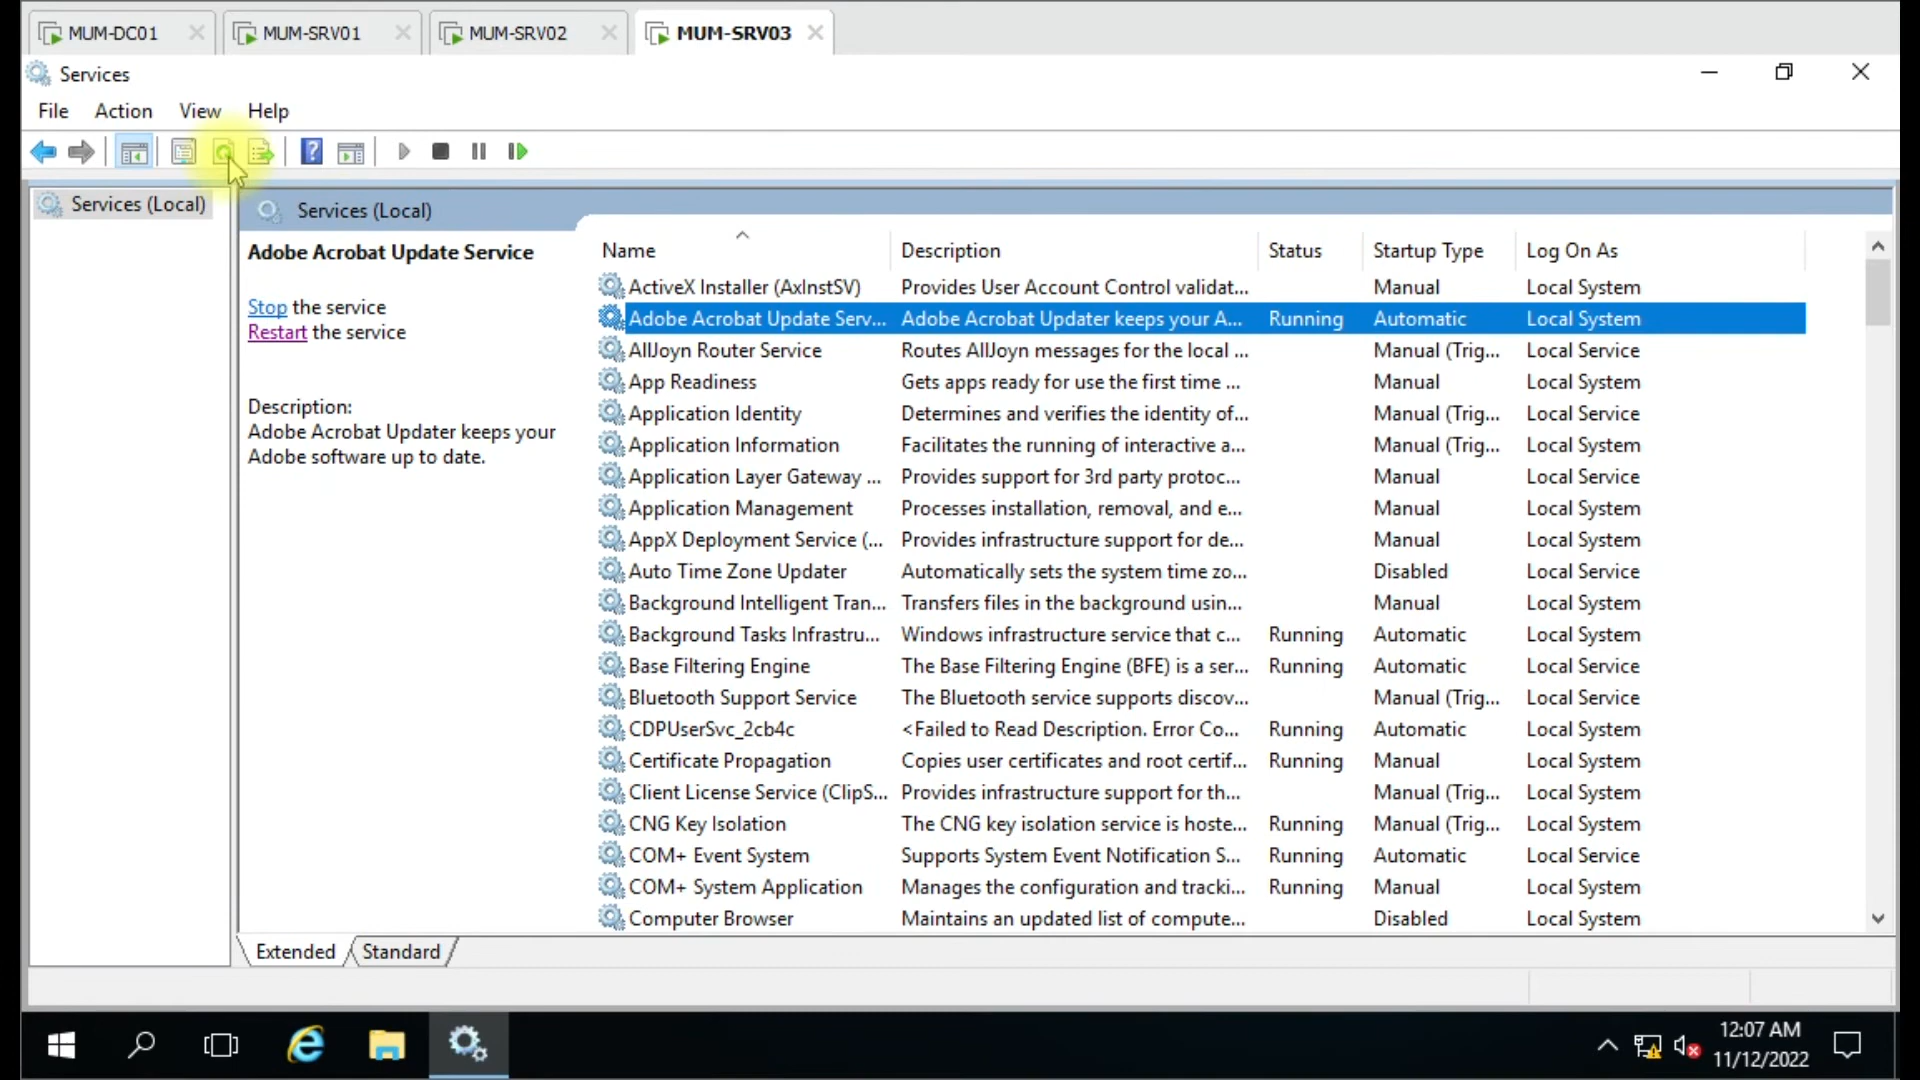 MUM-DC01 MUM-SRV01 MUM-SRV02 MUM-SRV03
Services
File Action View Help
Services (Local)
Services (Local)
Adobe Acrobat Update Service
Stop the service
Restart the service
Description:
Adobe Acrobat Updater keeps your
Adobe software up to date.
Name Description Status Startup Type Log On As
ActiveX Installer (AxInstSV) Provides User Account Control validat... Manual Local System
Adobe Acrobat Update Serv... Adobe Acrobat Updater keeps your A... Running Automatic Local System
AllJoyn Router Service Routes AllJoyn messages for the local ... Manual (Trig... Local Service
App Readiness Gets apps ready for use the first time ... Manual Local System
Application Identity Determines and verifies the identity of... Manual (Trig... Local Service
Application Information Facilitates the running of interactive a... Manual (Trig... Local System
Application Layer Gateway ... Provides support for 3rd party protoc... Manual Local Service
Application Management Processes installation, removal, and e... Manual Local System
AppX Deployment Service (... Provides infrastructure support for de... Manual Local System
Auto Time Zone Updater Automatically sets the system time zo... Disabled Local Service
Background Intelligent Tran... Transfers files in the background usin... Manual Local System
Background Tasks Infrastru... Windows infrastructure service that c... Running Automatic Local System
Base Filtering Engine The Base Filtering Engine (BFE) is a ser... Running Automatic Local Service
Bluetooth Support Service The Bluetooth service supports discov... Manual (Trig... Local Service
CDPUserSvc_2cb4c <Failed to Read Description. Error Co... Running Automatic Local System
Certificate Propagation Copies user certificates and root certif... Running Manual Local System
Client License Service (ClipS... Provides infrastructure support for th... Manual (Trig... Local System
CNG Key Isolation The CNG key isolation service is hoste... Running Manual (Trig... Local System
COM+ Event System Supports System Event Notification S... Running Automatic Local Service
COM+ System Application Manages the configuration and tracki... Running Manual Local System
Computer Browser Maintains an updated list of compute... Disabled Local System
Extended Standard
12:07 AM
11/12/2022